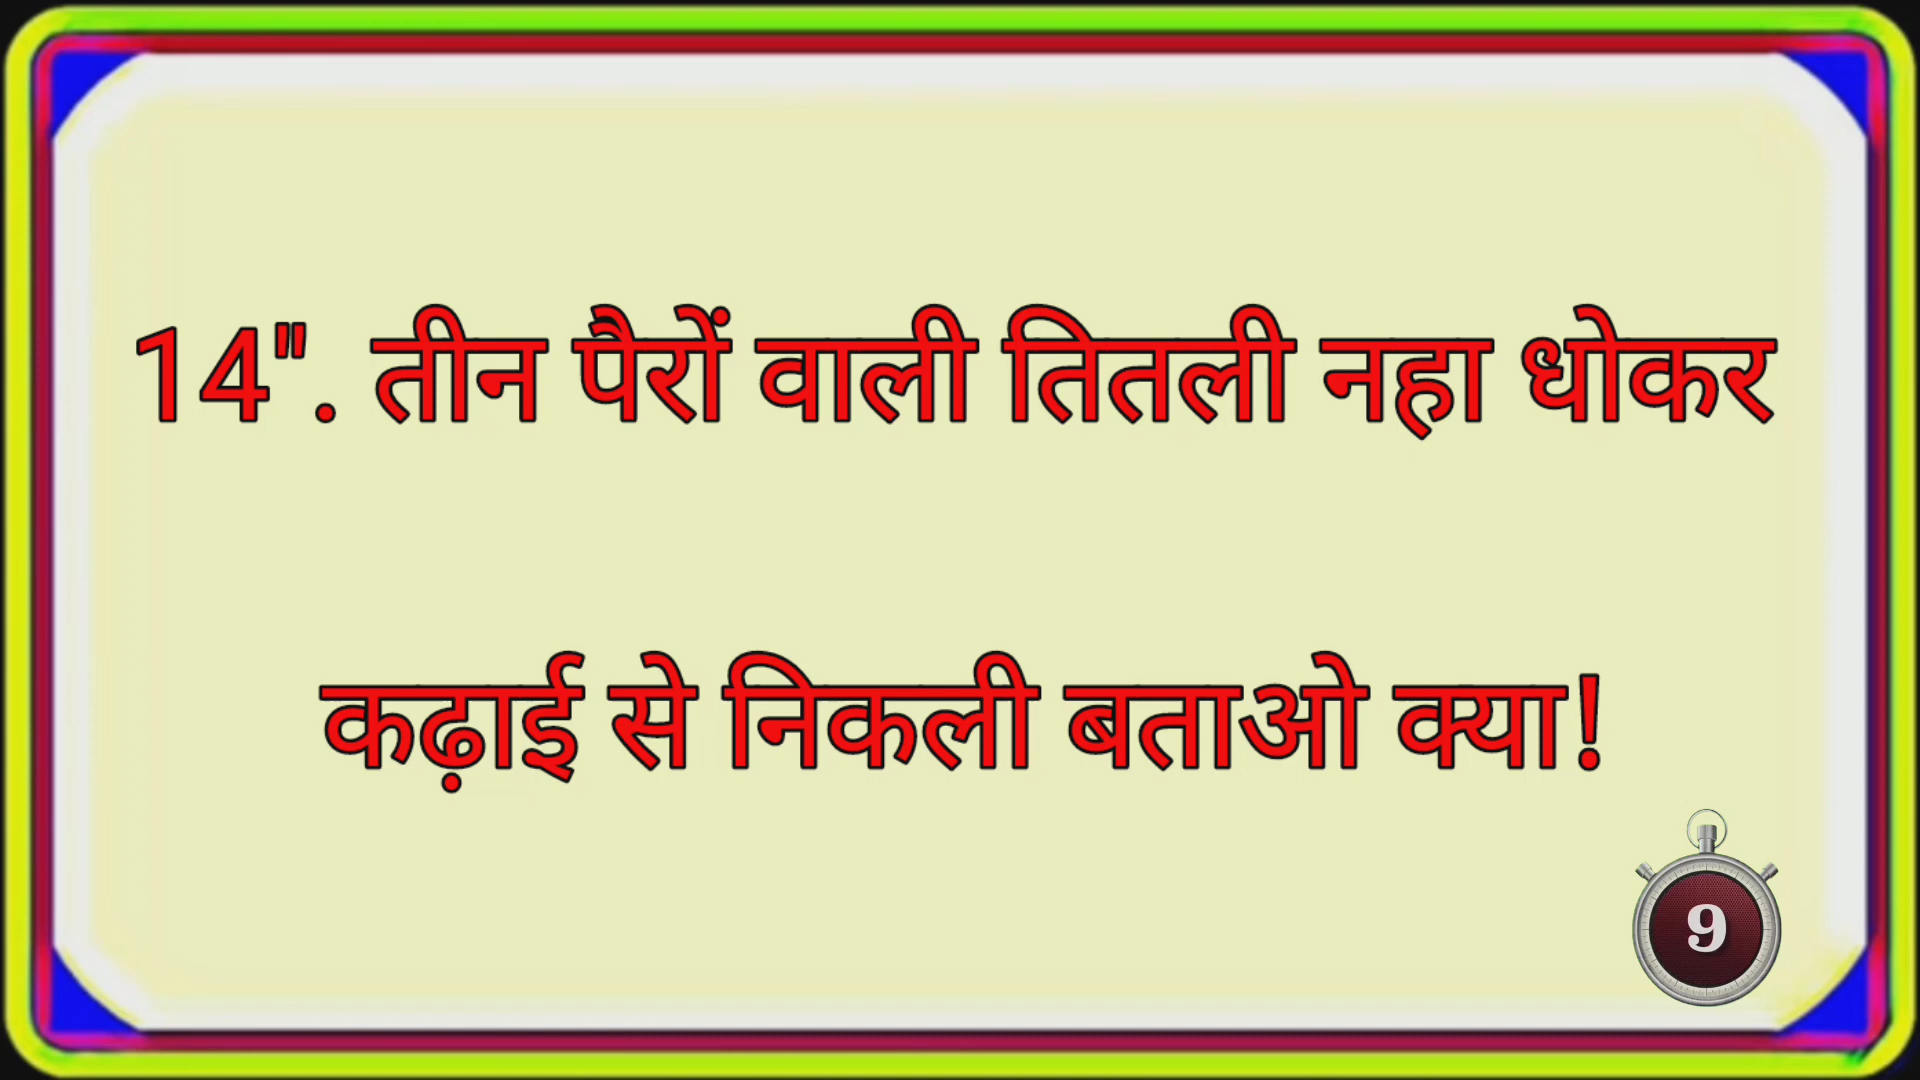 14". तीन पैरों वाली तितली नहा धोकर
कढ़ाई से निकली बताओ क्या!
9